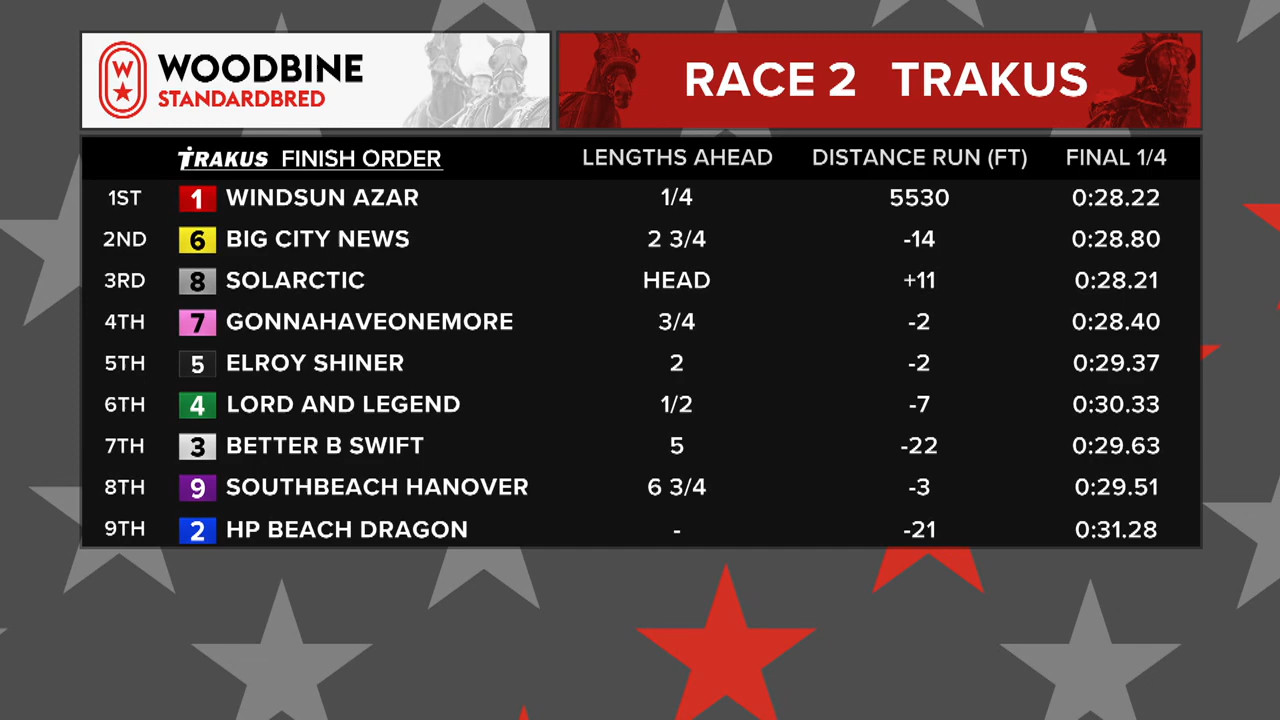 W
WOODBINE
STANDARDBRED
RACE 2 TRAKUS
TRAKUS FINISH ORDER LENGTHS AHEAD DISTANCE RUN (FT) FINAL 1/4
1ST 1 WINDSUN AZAR 1/4 5530 0:28.22
2ND 6 BIG CITY NEWS 2 3/4 -14 0:28.80
3RD 8 SOLARCTIC HEAD +11 0:28.21
4TH 7 GONNAHAVEONEMORE 3/4 -2 0:28.40
5TH 5 ELROY SHINER 2 -2 0:29.37
6TH 4 LORD AND LEGEND 1/2 -7 0:30.33
7TH 3 BETTER B SWIFT 5 -22 0:29.63
8TH 9 SOUTHBEACH HANOVER 6 3/4 -3 0:29.51
9TH 2 HP BEACH DRAGON - -21 0:31.28